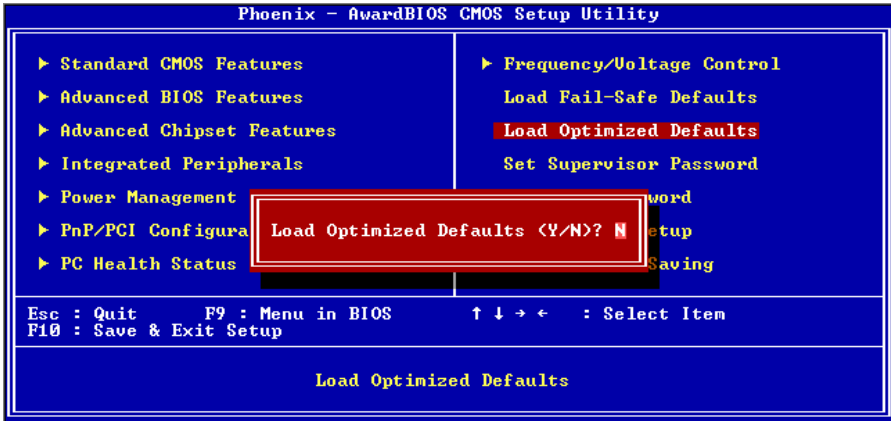 Phoenix - AwardBIOS CMOS Setup Utility
► Standard CMOS Features
► Advanced BIOS Features
► Advanced Chipset Features
► Integrated Peripherals
► Power Management
► PnP/PCI Configura
► PC Health Status
► Frequency/Voltage Control
Load Fail-Safe Defaults
Load Optimized Defaults
Set Supervisor Password
word
etup
Saving
Load Optimized Defaults (Y/N)? N
Esc : Quit F9 : Menu in BIOS ↑ ↓ → ← : Select Item
F10 : Save & Exit Setup
Load Optimized Defaults